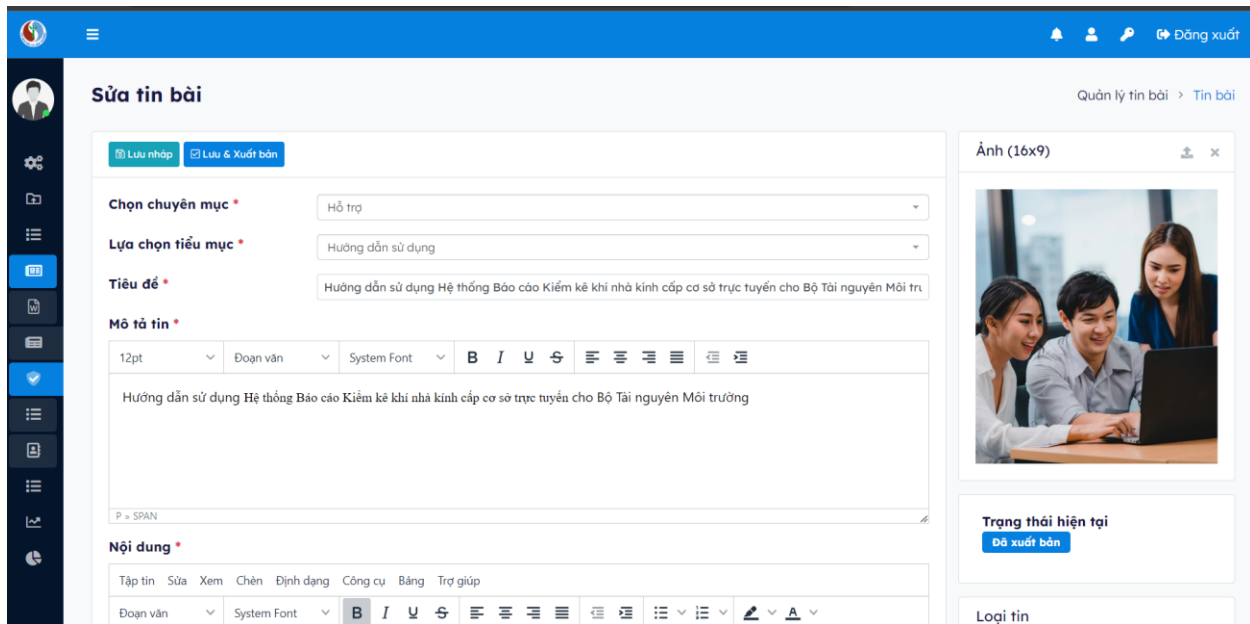 Đăng xuất
Sửa tin bài
Quản lý tin bài > Tin bài
Lưu nháp
Lưu & Xuất bản
Ảnh (16x9)
Chọn chuyên mục *
Hỗ trợ
Lựa chọn tiểu mục *
Hướng dẫn sử dụng
Tiêu đề *
Hướng dẫn sử dụng Hệ thống Báo cáo Kiểm kê khí nhà kính cấp cơ sở trực tuyến cho Bộ Tài nguyên Môi trư
Mô tả tin *
12pt Đoạn văn System Font B I U S
Hướng dẫn sử dụng Hệ thống Báo cáo Kiểm kê khí nhà kính cấp cơ sở trực tuyến cho Bộ Tài nguyên Môi trường
P » SPAN
Trạng thái hiện tại
Đã xuất bản
Nội dung *
Tập tin Sửa Xem Chèn Định dạng Công cụ Bảng Trợ giúp
Đoạn văn System Font B I U S A
Loại tin